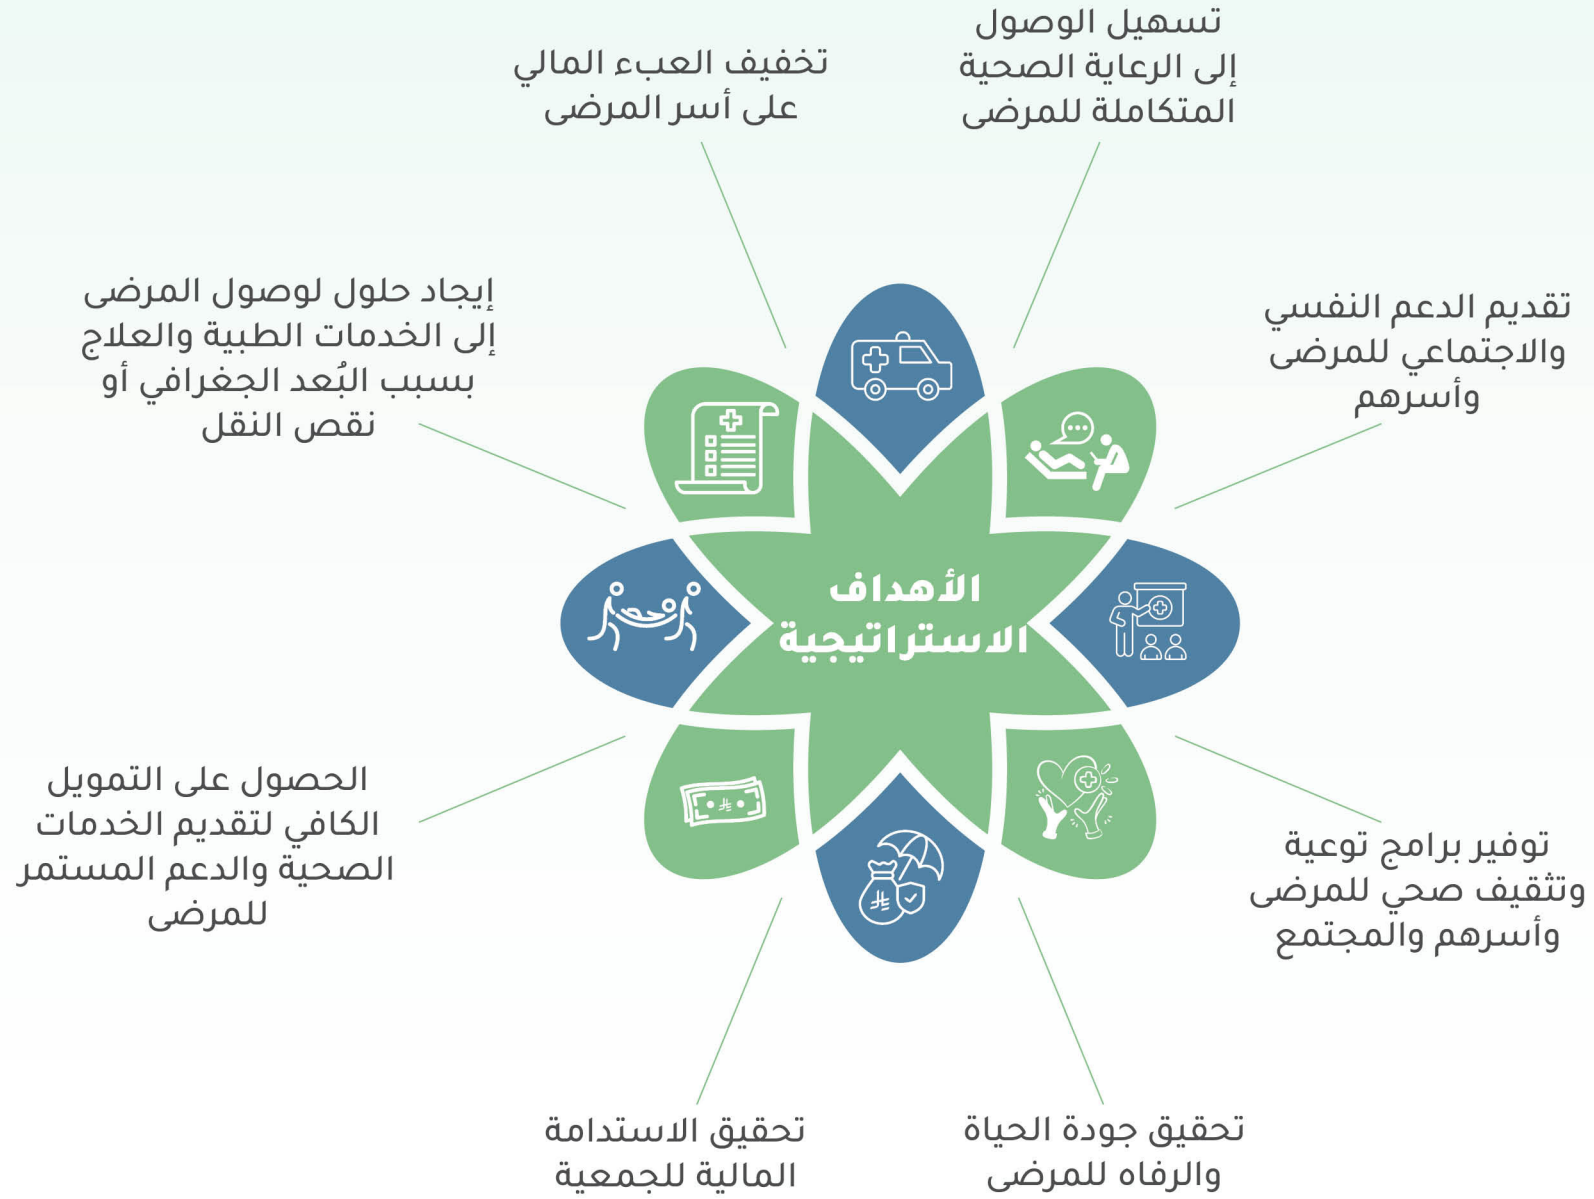 تسهيل الوصول
إلى الرعاية الصحية
المتكاملة للمرضى
تخفيف العبء المالي
على أسر المرضى
تقديم الدعم النفسي
والاجتماعي للمرضى
وأسرهم
إيجاد حلول لوصول المرضى
إلى الخدمات الطبية والعلاج
بسبب البُعد الجغرافي أو
نقص النقل
الأهداف
الاستراتيجية
توفير برامج توعية
وتثقيف صحي للمرضى
وأسرهم والمجتمع
الحصول على التمويل
الكافي لتقديم الخدمات
الصحية والدعم المستمر
للمرضى
تحقيق جودة الحياة
والرفاه للمرضى
تحقيق الاستدامة
المالية للجمعية